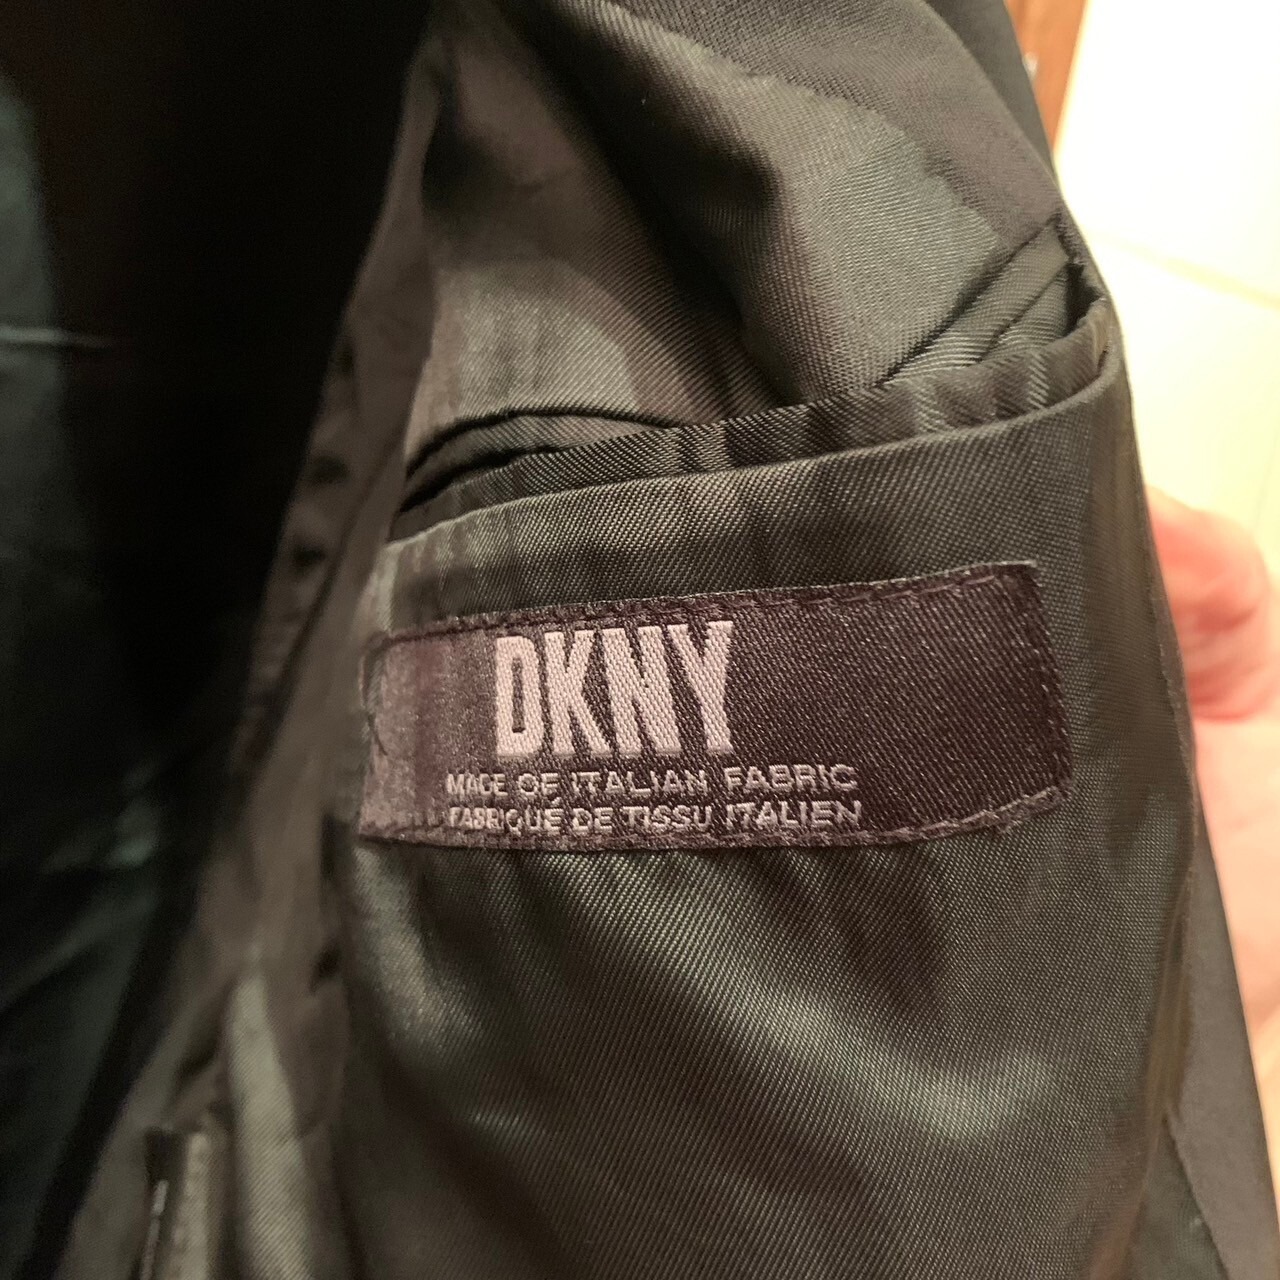 DKNY
MADE OF ITALIAN FABRIC
FABRIQUÉ DE TISSU ITALIEN